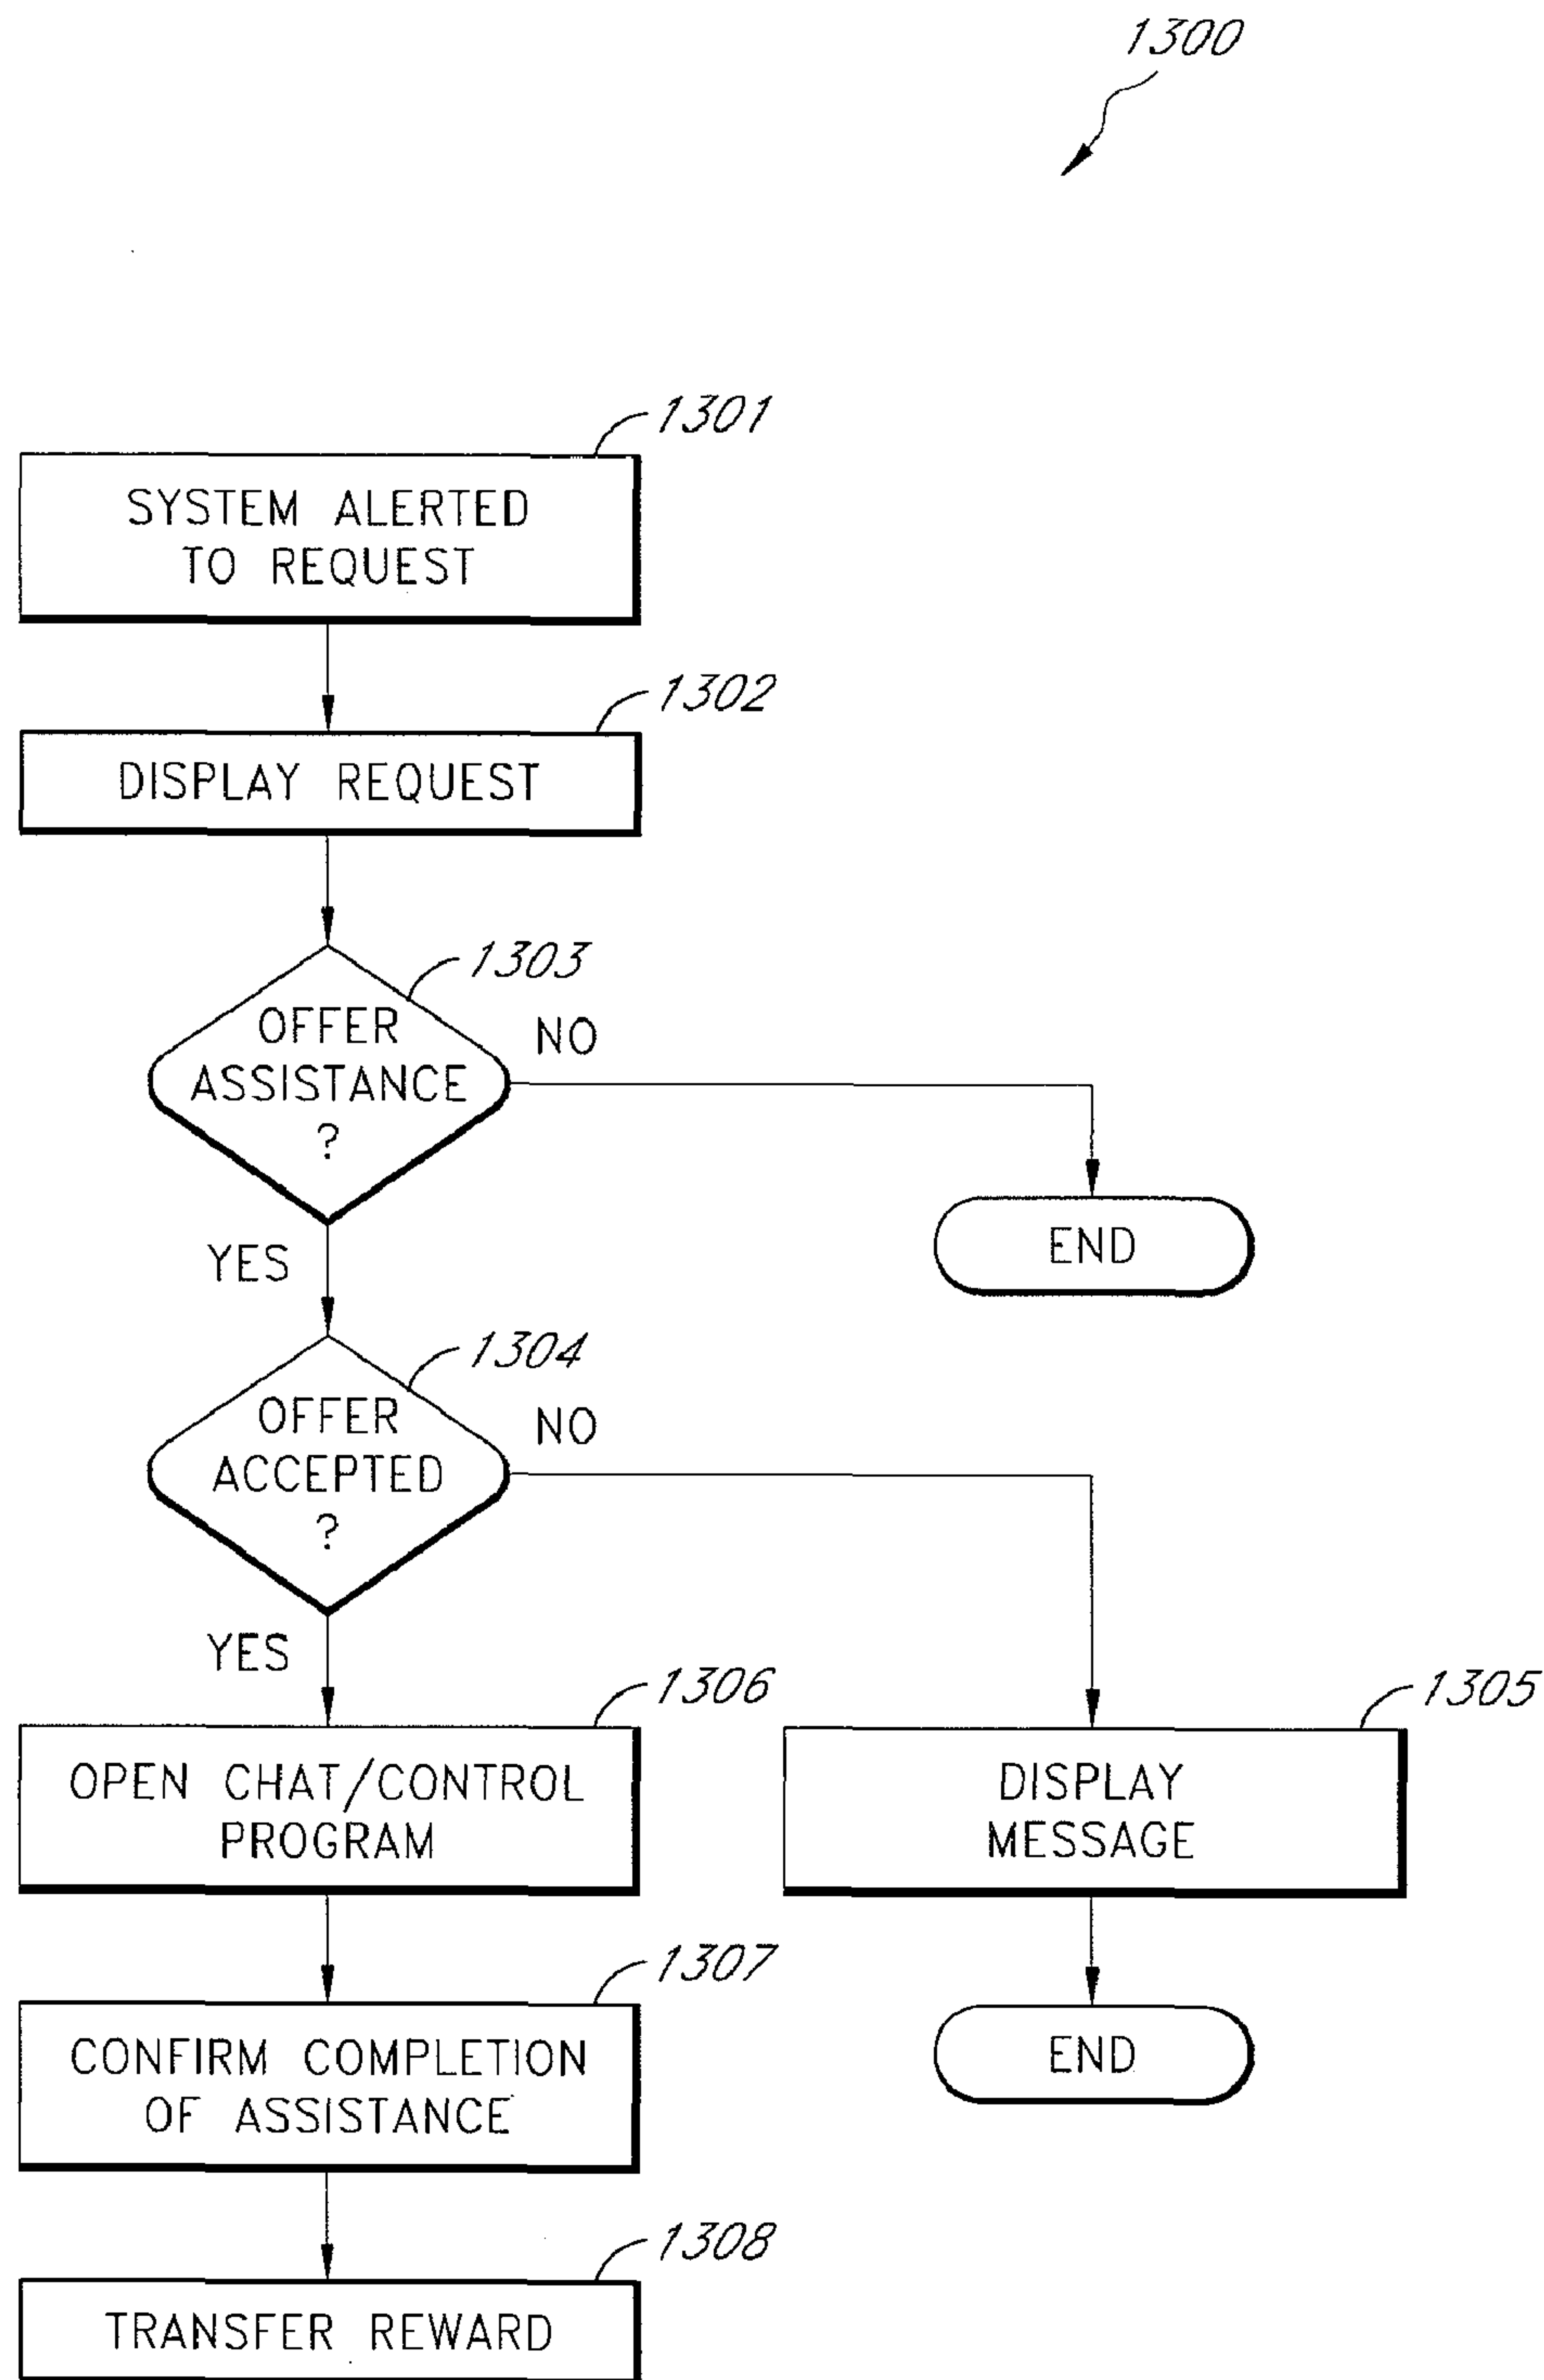 1300
1301
SYSTEM ALERTED
TO REQUEST
1302
DISPLAY REQUEST
1303
OFFER
ASSISTANCE
?
NO
END
YES
1304
OFFER
ACCEPTED
?
NO
YES
1306
OPEN CHAT/CONTROL
PROGRAM
1305
DISPLAY
MESSAGE
1307
CONFIRM COMPLETION
OF ASSISTANCE
END
1308
TRANSFER REWARD